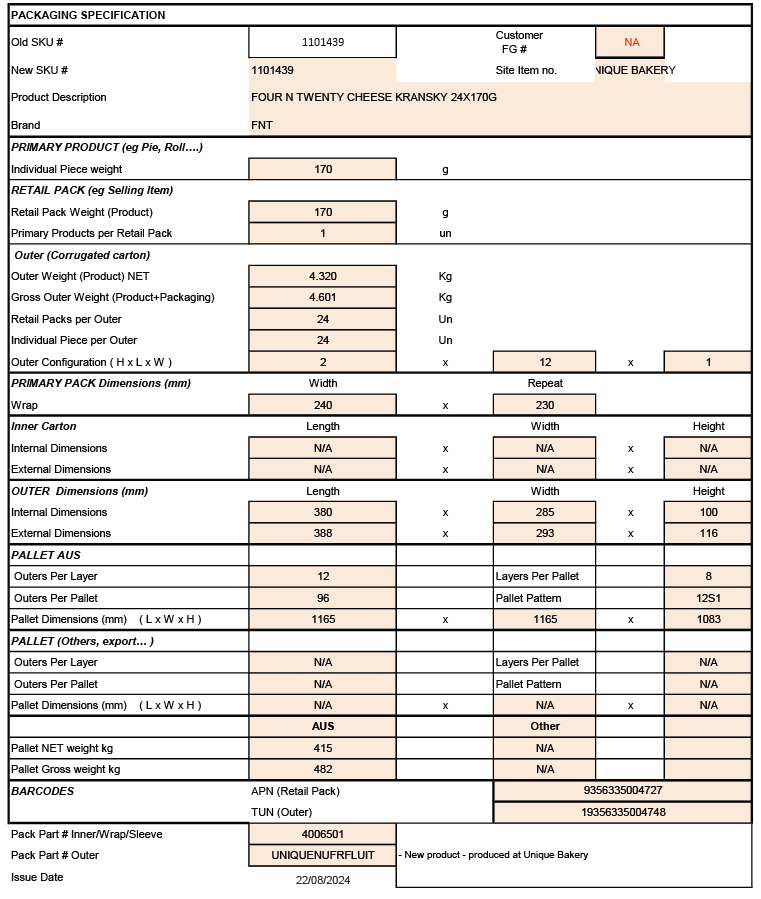 PACKAGING SPECIFICATION
Old SKU # 1101439 Customer FG # NA
New SKU # 1101439 Site Item no. NIQUE BAKERY
Product Description FOUR N TWENTY CHEESE KRANSKY 24X170G
Brand FNT
PRIMARY PRODUCT (eg Pie, Roll….)
Individual Piece weight 170 g
RETAIL PACK (eg Selling Item)
Retail Pack Weight (Product) 170 g
Primary Products per Retail Pack 1 un
Outer (Corrugated carton)
Outer Weight (Product) NET 4.320 Kg
Gross Outer Weight (Product+Packaging) 4.601 Kg
Retail Packs per Outer 24 Un
Individual Piece per Outer 24 Un
Outer Configuration ( H x L x W ) 2 x 12 x 1
PRIMARY PACK Dimensions (mm) Width Repeat
Wrap 240 x 230
Inner Carton Length Width Height
Internal Dimensions N/A x N/A x N/A
External Dimensions N/A x N/A x N/A
OUTER Dimensions (mm) Length Width Height
Internal Dimensions 380 x 285 x 100
External Dimensions 388 x 293 x 116
PALLET AUS
Outers Per Layer 12 Layers Per Pallet 8
Outers Per Pallet 96 Pallet Pattern 12S1
Pallet Dimensions (mm) ( L x W x H ) 1165 x 1165 x 1083
PALLET (Others, export… )
Outers Per Layer N/A Layers Per Pallet N/A
Outers Per Pallet N/A Pallet Pattern N/A
Pallet Dimensions (mm) ( L x W x H ) N/A x N/A x N/A
AUS Other
Pallet NET weight kg 415 N/A
Pallet Gross weight kg 482 N/A
BARCODES APN (Retail Pack) 9356335004727
TUN (Outer) 19356335004748
Pack Part # Inner/Wrap/Sleeve 4006501
Pack Part # Outer UNIQUENUFRFLUIT - New product - produced at Unique Bakery
Issue Date 22/08/2024